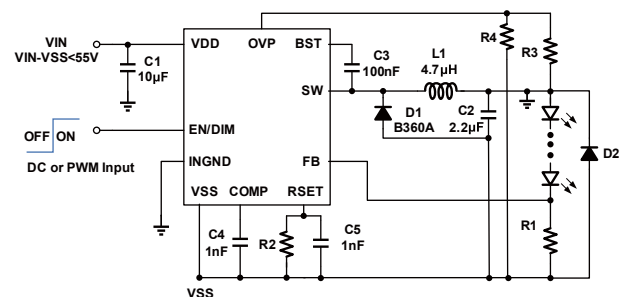 VIN
VIN-VSS<55V
C1
10µF
OFF ON
DC or PWM Input
VDD
OVP
BST
SW
EN/DIM
INGND
FB
VSS
COMP
RSET
C3
100nF
L1
4.7µH
R4
R3
D1
B360A
C2
2.2µF
D2
R1
C4
1nF
R2
C5
1nF
VSS